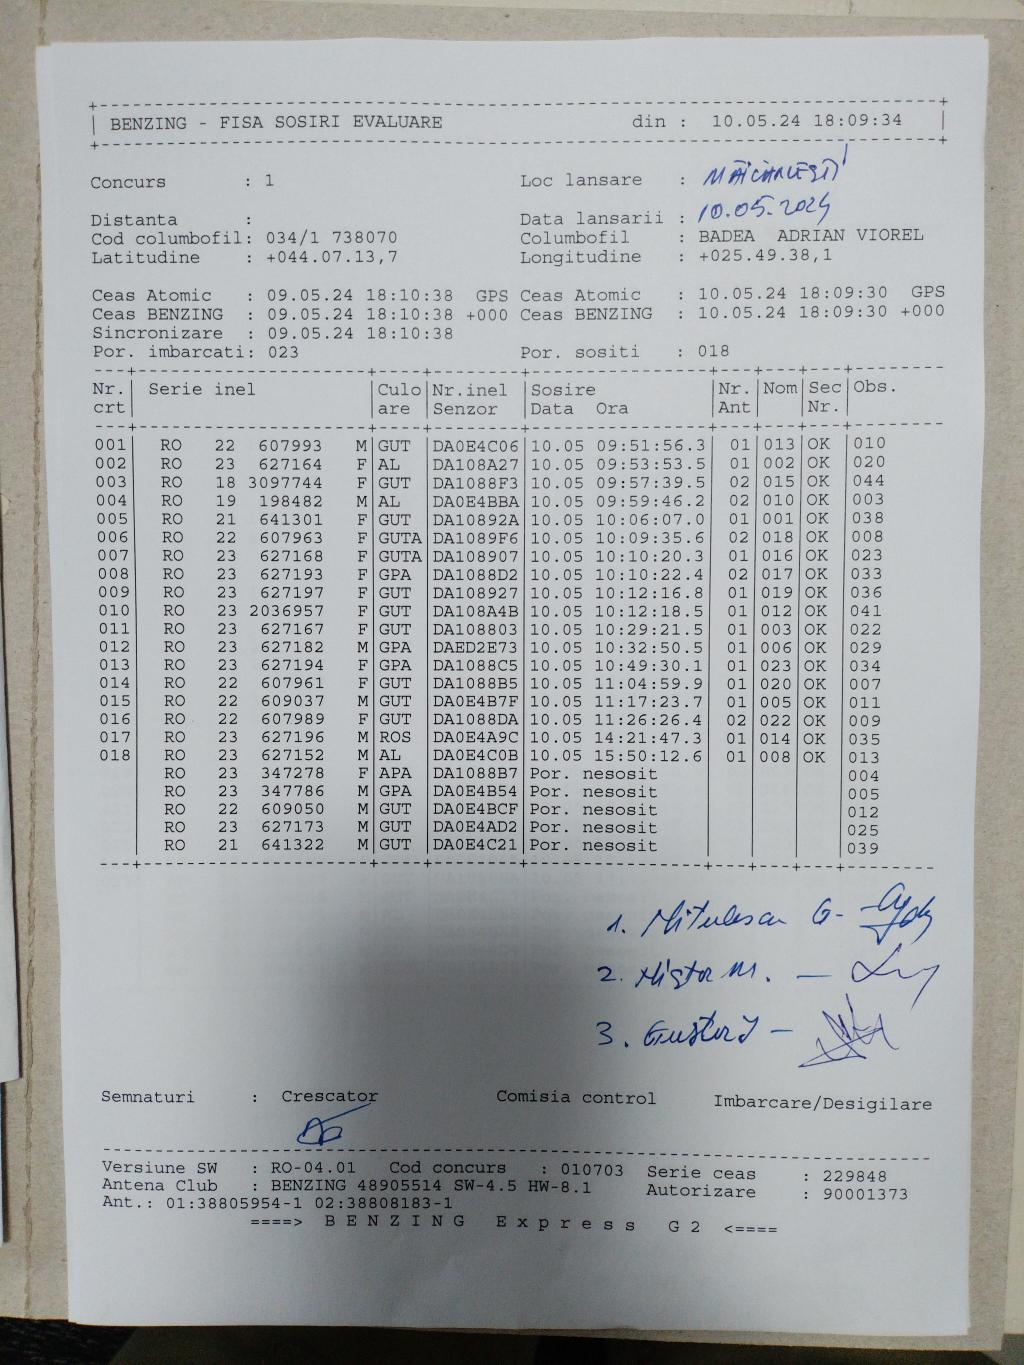 BENZING - FISA SOSIRI EVALUARE din : 10.05.24 18:09:34
Concurs : 1 Loc lansare :
Distanta : Data lansarii : 10.05.2024
Cod columbofil: 034/1 738070 Columbofil : BADEA ADRIAN VIOREL
Latitudine : +044.07.13,7 Longitudine : +025.49.38,1
Ceas Atomic : 09.05.24 18:10:38 GPS Ceas Atomic : 10.05.24 18:09:30 GPS
Ceas BENZING : 09.05.24 18:10:38 +000 Ceas BENZING : 10.05.24 18:09:30 +000
Sincronizare : 09.05.24 18:10:38
Por. imbarcati: 023 Por. sositi : 018
Nr. Serie inel Culo Nr.inel Sosire Nr. Nom Sec Obs.
crt are Senzor Data Ora Ant Nr.
001 RO 22 607993 M GUT DA0E4C06 10.05 09:51:56.3 01 013 OK 010
002 RO 23 627164 F AL DA108A27 10.05 09:53:53.5 01 002 OK 020
003 RO 18 3097744 F GUT DA1088F3 10.05 09:57:39.5 02 015 OK 044
004 RO 19 198482 M AL DA0E4BBA 10.05 09:59:46.2 02 010 OK 003
005 RO 21 641301 F GUT DA10892A 10.05 10:06:07.0 01 001 OK 038
006 RO 22 607963 F GUTA DA1089F6 10.05 10:09:35.6 02 018 OK 008
007 RO 23 627168 F GUTA DA108907 10.05 10:10:20.3 01 016 OK 023
008 RO 23 627193 F GPA DA1088D2 10.05 10:10:22.4 02 017 OK 033
009 RO 23 627197 F GUT DA108927 10.05 10:12:16.8 01 019 OK 036
010 RO 23 2036957 F GUT DA108A4B 10.05 10:12:18.5 01 012 OK 041
011 RO 23 627167 F GUT DA108803 10.05 10:29:21.5 01 003 OK 022
012 RO 23 627182 M GPA DAED2E73 10.05 10:32:50.5 01 006 OK 029
013 RO 23 627194 F GPA DA1088C5 10.05 10:49:30.1 01 023 OK 034
014 RO 22 607961 F GUT DA1088B5 10.05 11:04:59.9 01 020 OK 007
015 RO 22 609037 M GUT DA0E4B7F 10.05 11:17:23.7 01 005 OK 011
016 RO 22 607989 F GUT DA1088DA 10.05 11:26:26.4 02 022 OK 009
017 RO 23 627196 M ROS DA0E4A9C 10.05 14:21:47.3 01 014 OK 035
018 RO 23 627152 M AL DA0E4C0B 10.05 15:50:12.6 01 008 OK 013
RO 23 347278 F APA DA1088B7 Por. nesosit 004
RO 23 347786 M GPA DA0E4B54 Por. nesosit 005
RO 22 609050 M GUT DA0E4BCF Por. nesosit 012
RO 23 627173 M GUT DA0E4AD2 Por. nesosit 025
RO 21 641322 M GUT DA0E4C21 Por. nesosit 039
1. Mitulescu G. -
2. Nistor M. -
3.
Semnaturi : Crescator Comisia control Imbarcare/Desigilare
Versiune SW : RO-04.01 Cod concurs : 010703 Serie ceas : 229848
Antena Club : BENZING 48905514 SW-4.5 HW-8.1 Autorizare : 90001373
Ant.: 01:38805954-1 02:38808183-1
====> BENZING Express G2 <====